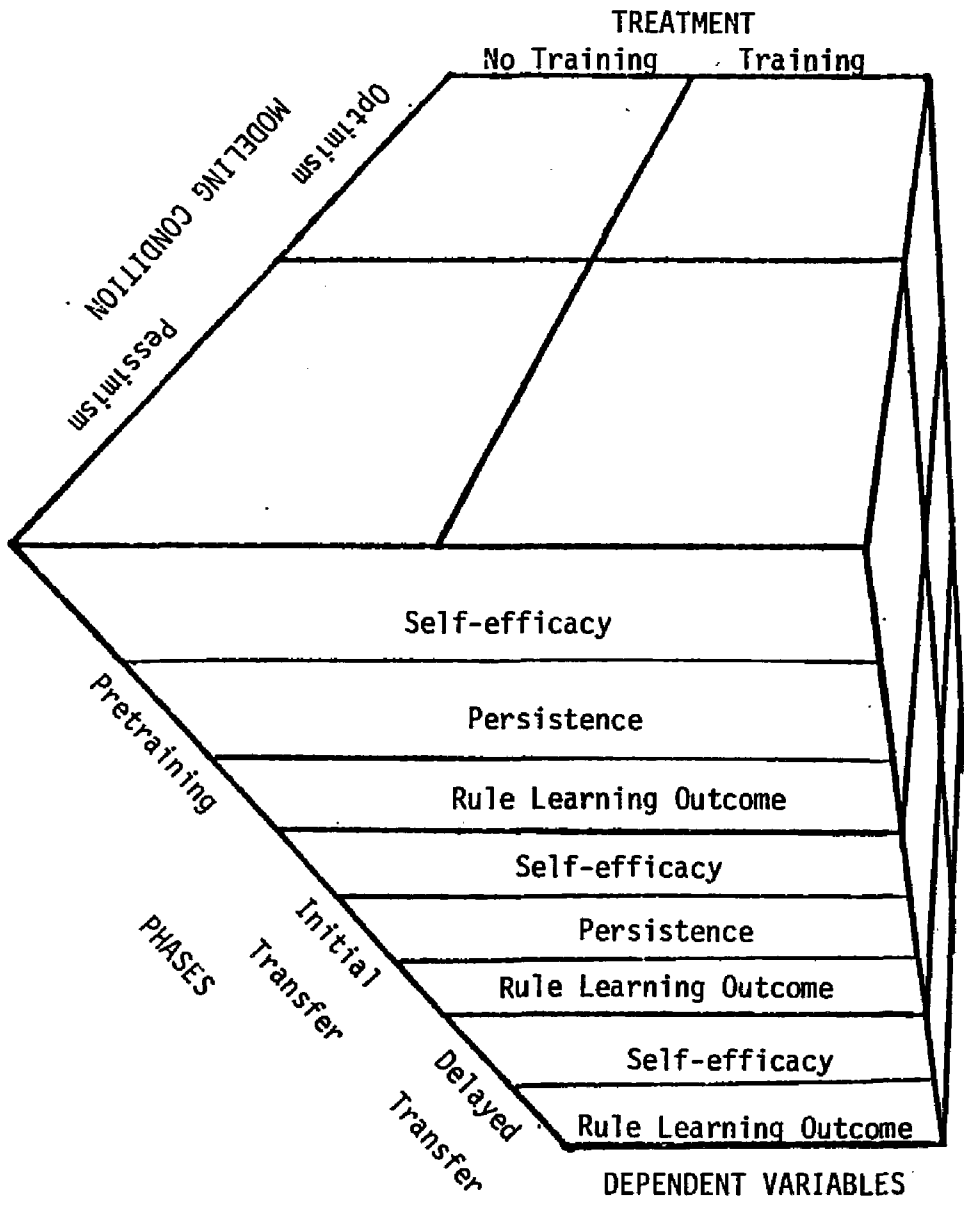 TREATMENT
No Training Training
MODELING CONDITION
Optimism
Pessimism
Self-efficacy
Persistence
Rule Learning Outcome
Self-efficacy
Persistence
Rule Learning Outcome
Self-efficacy
Rule Learning Outcome
PHASES
Pretraining
Initial
Transfer
Delayed
Transfer
DEPENDENT VARIABLES